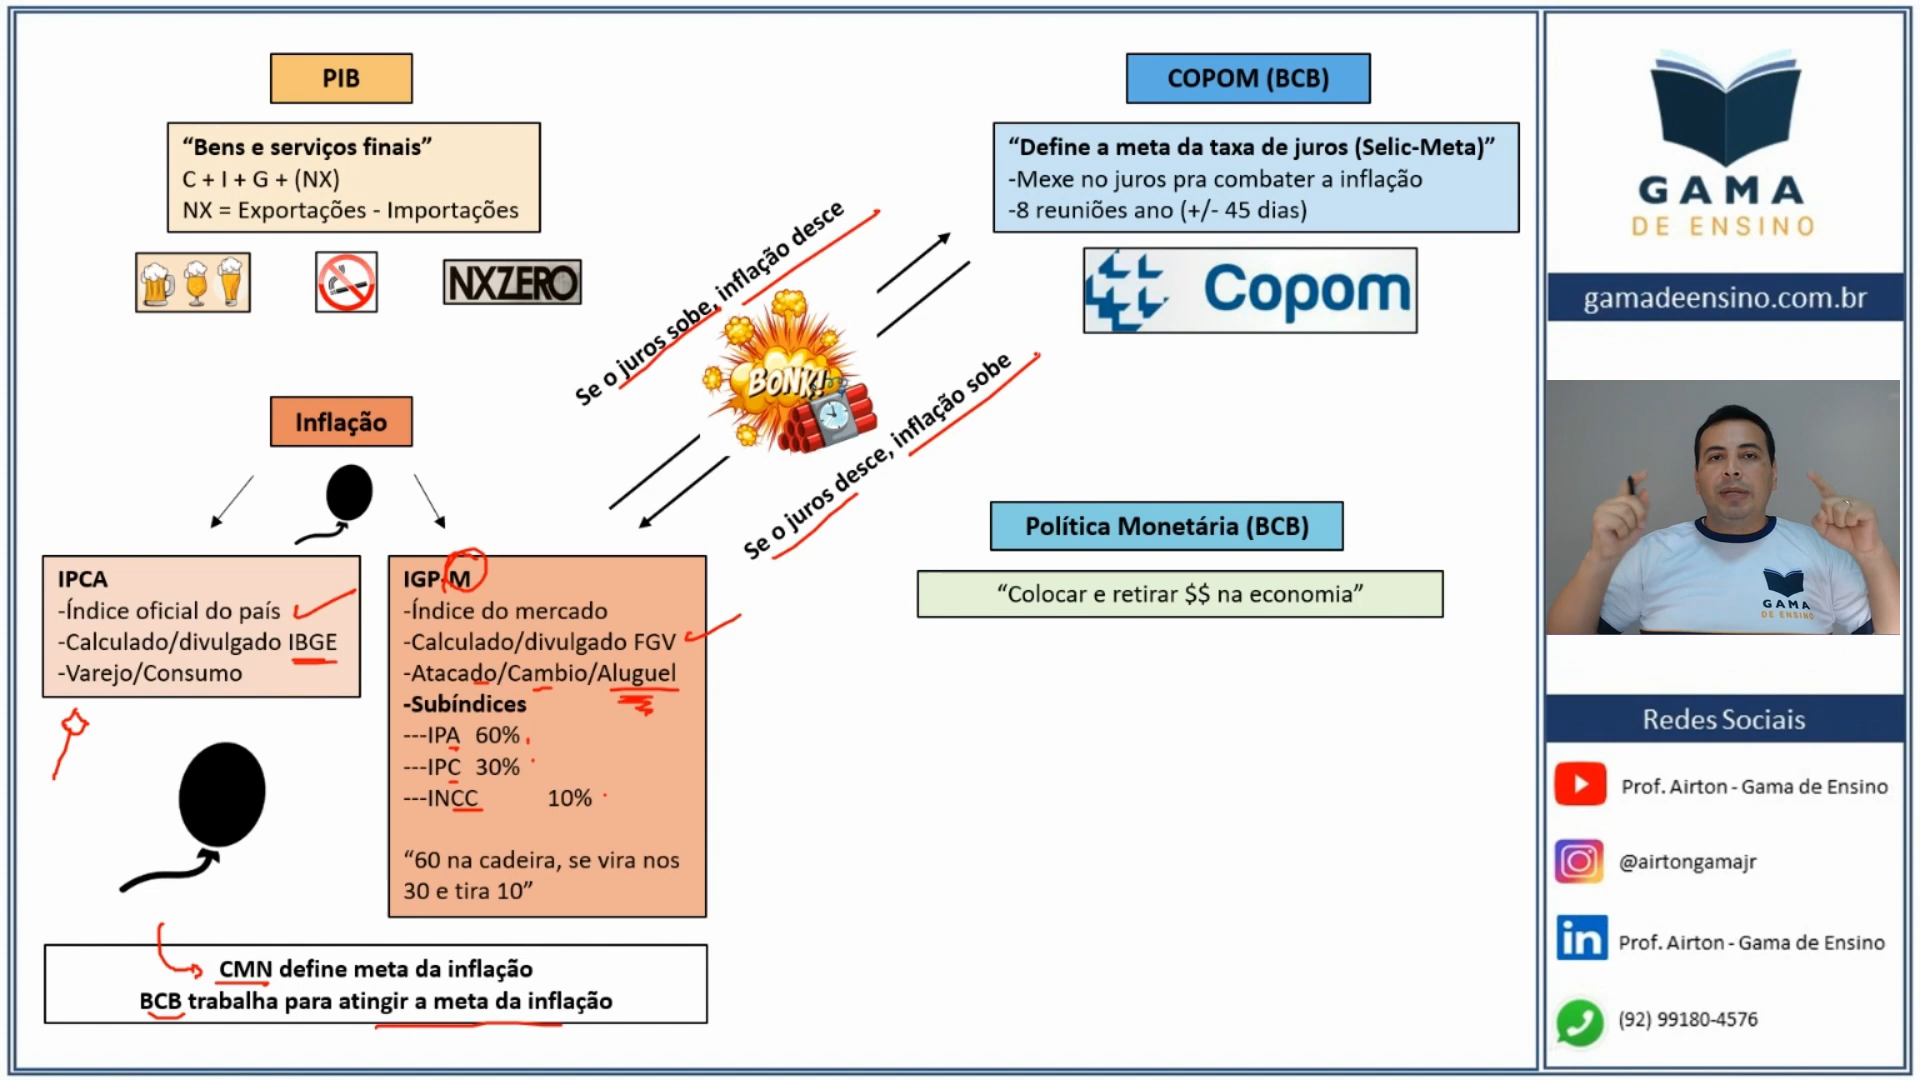 PIB
“Bens e serviços finais”
C + I + G + (NX)
NX = Exportações - Importações
NXZERO
COPOM (BCB)
“Define a meta da taxa de juros (Selic-Meta)”
-Mexe no juros pra combater a inflação
-8 reuniões ano (+/- 45 dias)
Copom
Se o juros sobe, inflação desce
BONK!
Se o juros desce, inflação sobe
Inflação
IPCA
-Índice oficial do país
-Calculado/divulgado IBGE
-Varejo/Consumo
IGP-M
-Índice do mercado
-Calculado/divulgado FGV
-Atacado/Cambio/Aluguel
-Subíndices
---IPA 60%
---IPC 30%
---INCC 10%
“60 na cadeira, se vira nos
30 e tira 10”
CMN define meta da inflação
BCB trabalha para atingir a meta da inflação
Política Monetária (BCB)
“Colocar e retirar $$ na economia”
GAMA
DE ENSINO
gamadeensino.com.br
GAMA
DE ENSINO
Redes Sociais
Prof. Airton - Gama de Ensino
@airtongamajr
in
Prof. Airton - Gama de Ensino
(92) 99180-4576